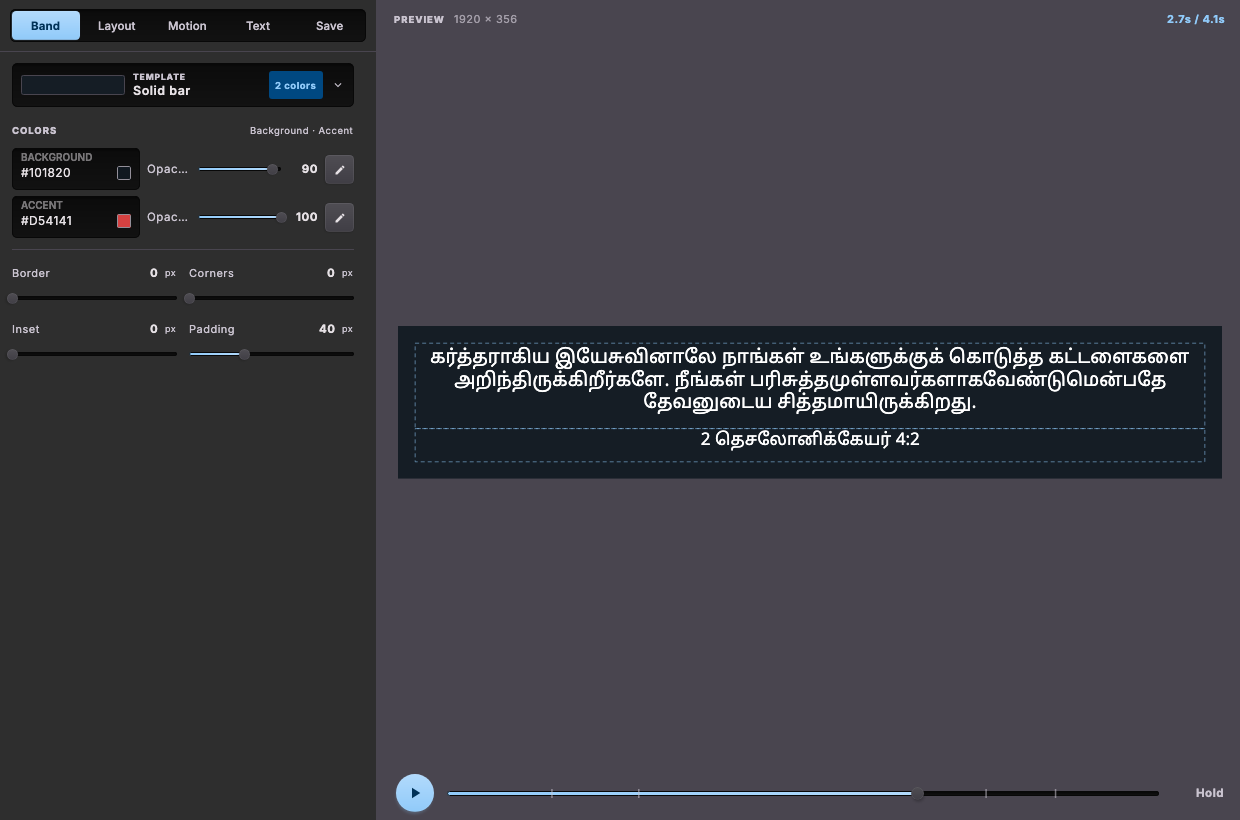 Band Layout Motion Text Save
PREVIEW 1920 × 356 2.7s / 4.1s
TEMPLATE
Solid bar
2 colors
COLORS Background · Accent
BACKGROUND
#101820
Opac... 90
ACCENT
#D54141
Opac... 100
Border 0 px Corners 0 px
Inset 0 px Padding 40 px
கர்த்தராகிய இயேசுவினாலே நாங்கள் உங்களுக்குக் கொடுத்த கட்டளைகளை
அறிந்திருக்கிறீர்களே. நீங்கள் பரிசுத்தமுள்ளவர்களாகவேண்டுமென்பதே
தேவனுடைய சித்தமாயிருக்கிறது.
2 தெசலோனிக்கேயர் 4:2
Hold